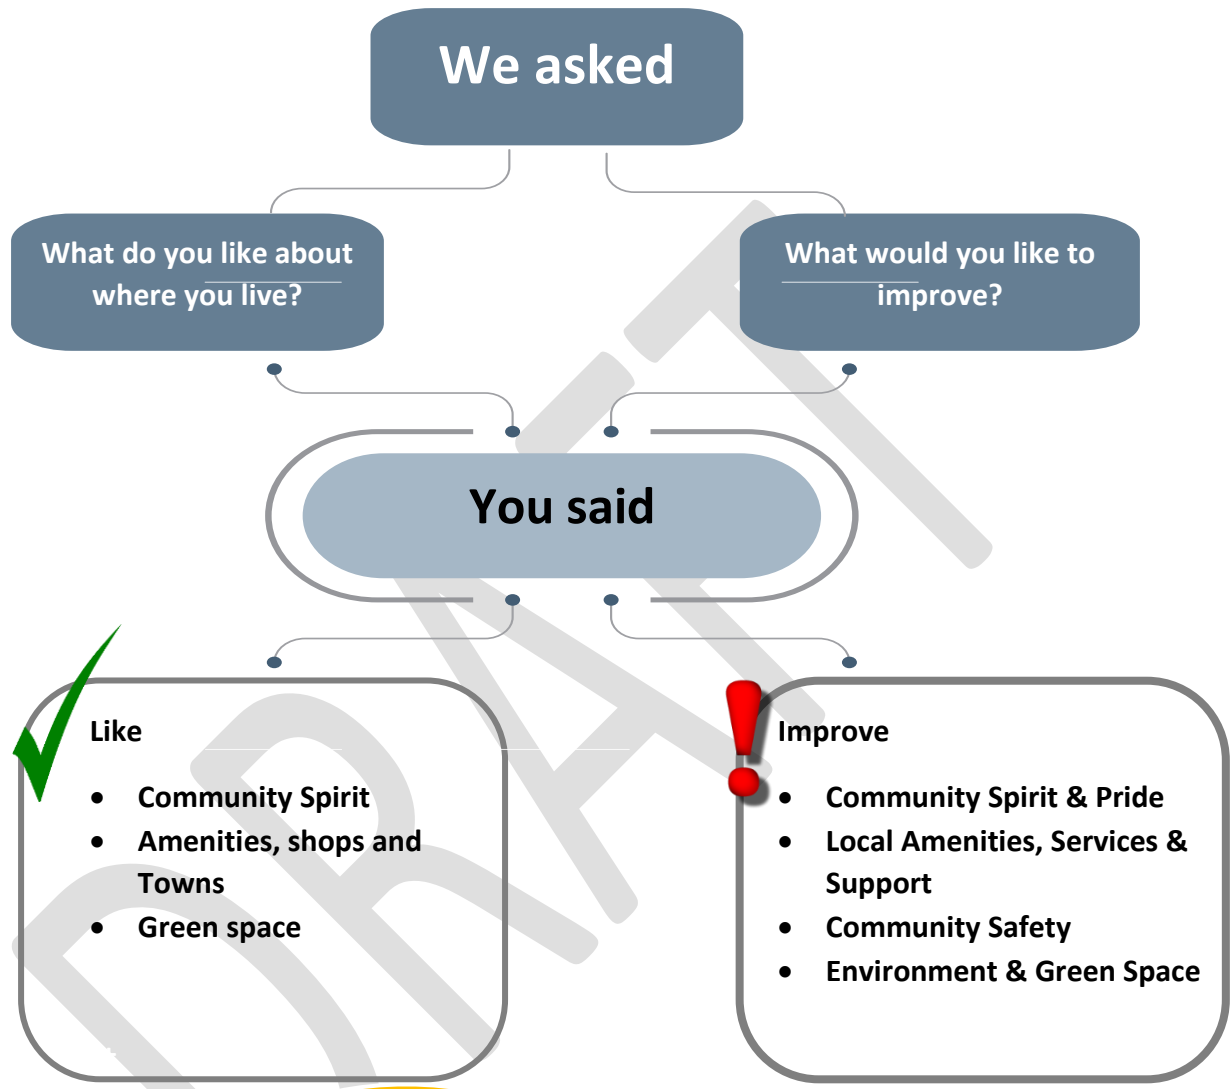 We asked
What do you like about
where you live?
What would you like to
improve?
You said
Like
• Community Spirit
• Amenities, shops and
Towns
• Green space
Improve
• Community Spirit & Pride
• Local Amenities, Services &
Support
• Community Safety
• Environment & Green Space
DRAFT